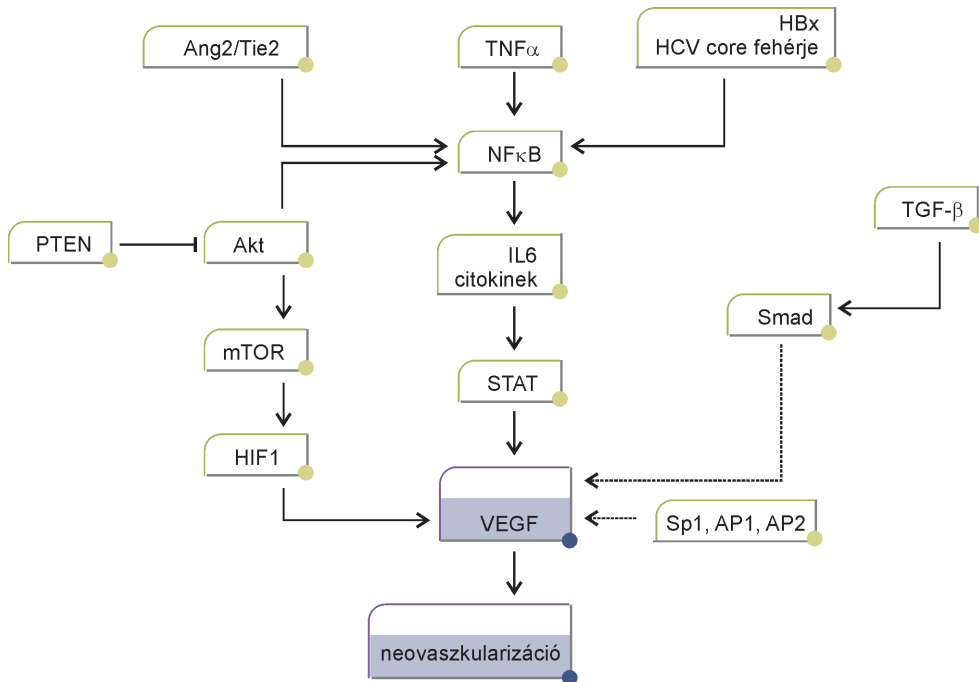 Ang2/Tie2
TNFα
HBx
HCV core fehérje
NFκB
TGF-β
PTEN
Akt
IL6
citokinek
Smad
mTOR
STAT
HIF1
VEGF
Sp1, AP1, AP2
neovaszkularizáció